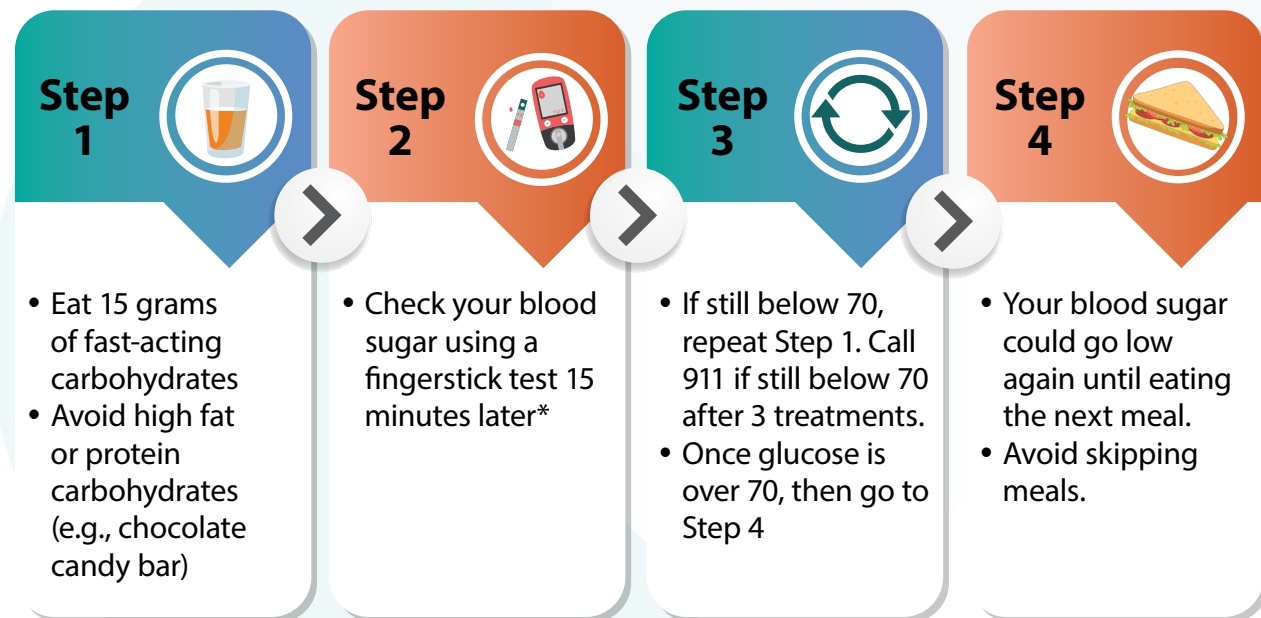 Step
1
• Eat 15 grams
of fast-acting
carbohydrates
• Avoid high fat
or protein
carbohydrates
(e.g., chocolate
candy bar)
Step
2
• Check your blood
sugar using a
fingerstick test 15
minutes later*
Step
3
• If still below 70,
repeat Step 1. Call
911 if still below 70
after 3 treatments.
• Once glucose is
over 70, then go to
Step 4
Step
4
• Your blood sugar
could go low
again until eating
the next meal.
• Avoid skipping
meals.